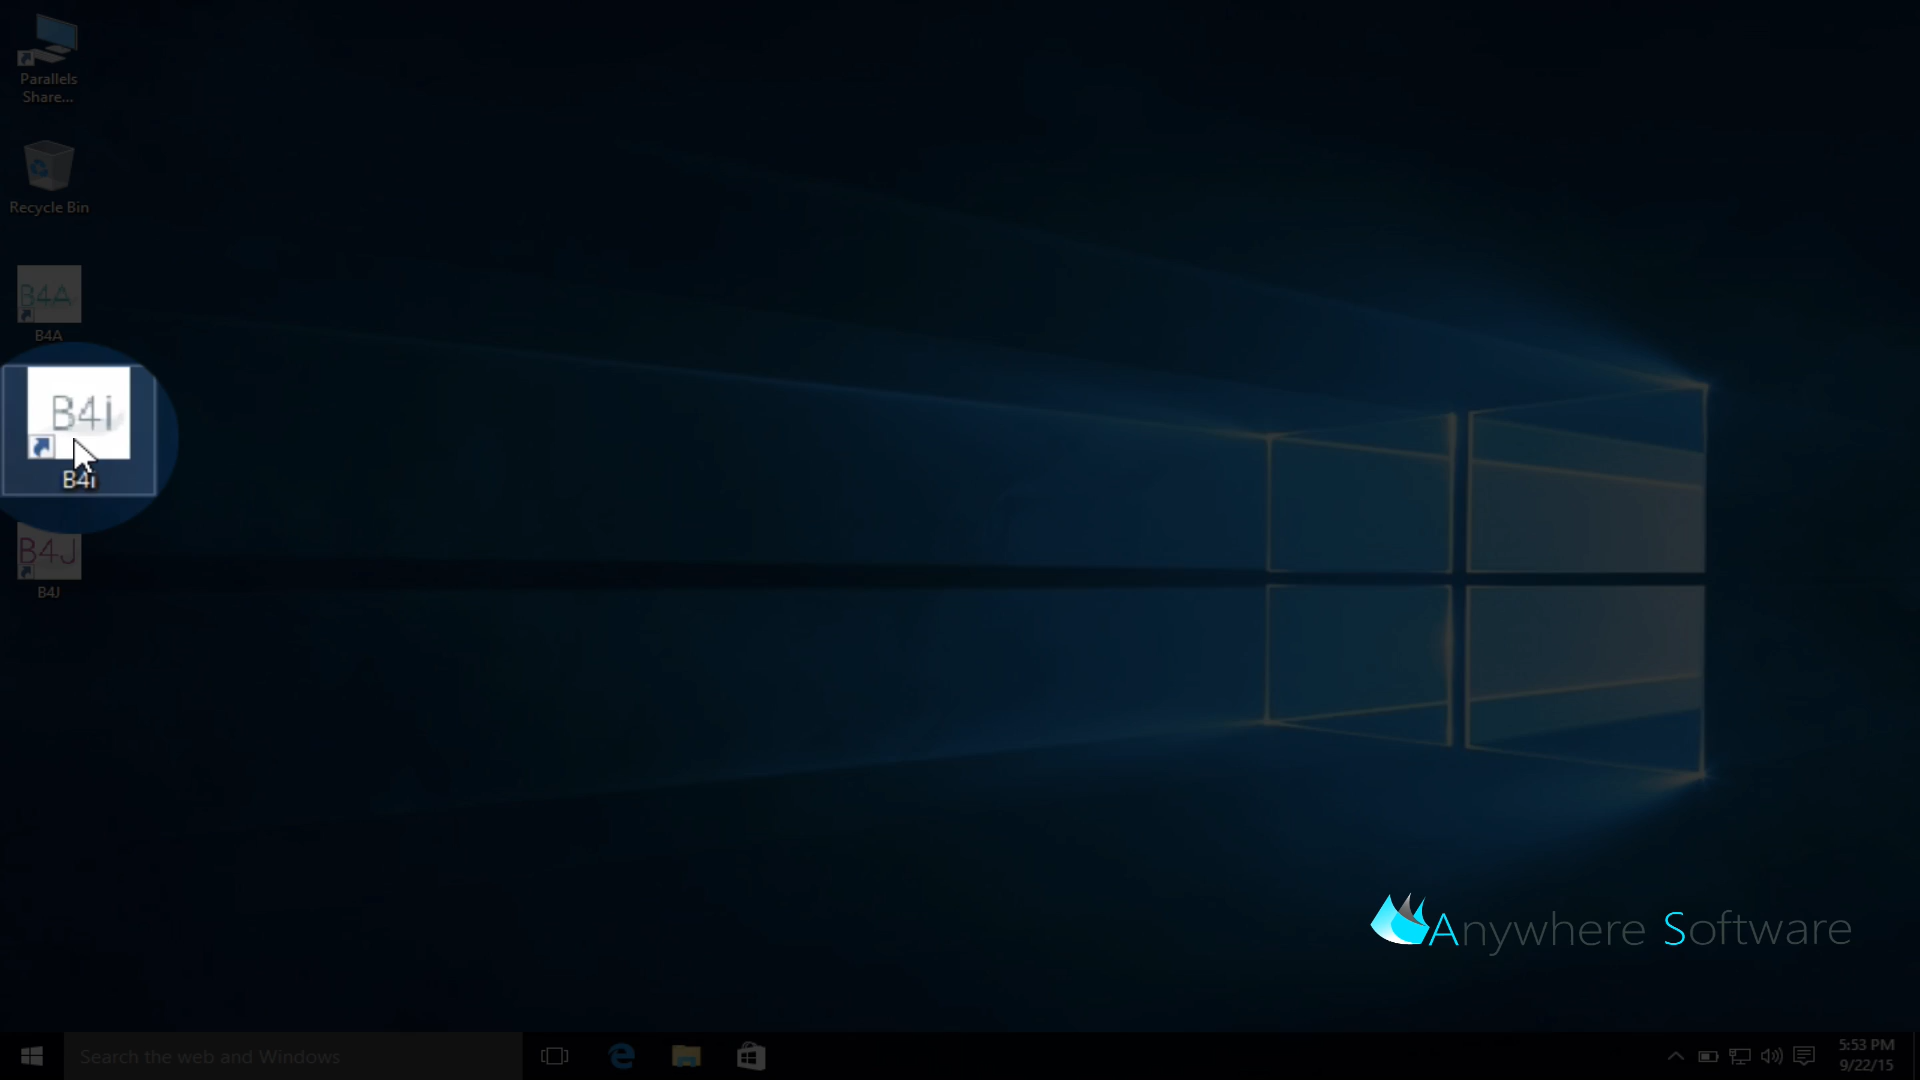 Parallels
Share...
Recycle Bin
B4A
B4A
B4i
B4i
B4J
B4J
Anywhere Software
Search the web and Windows
5:53 PM
9/22/15